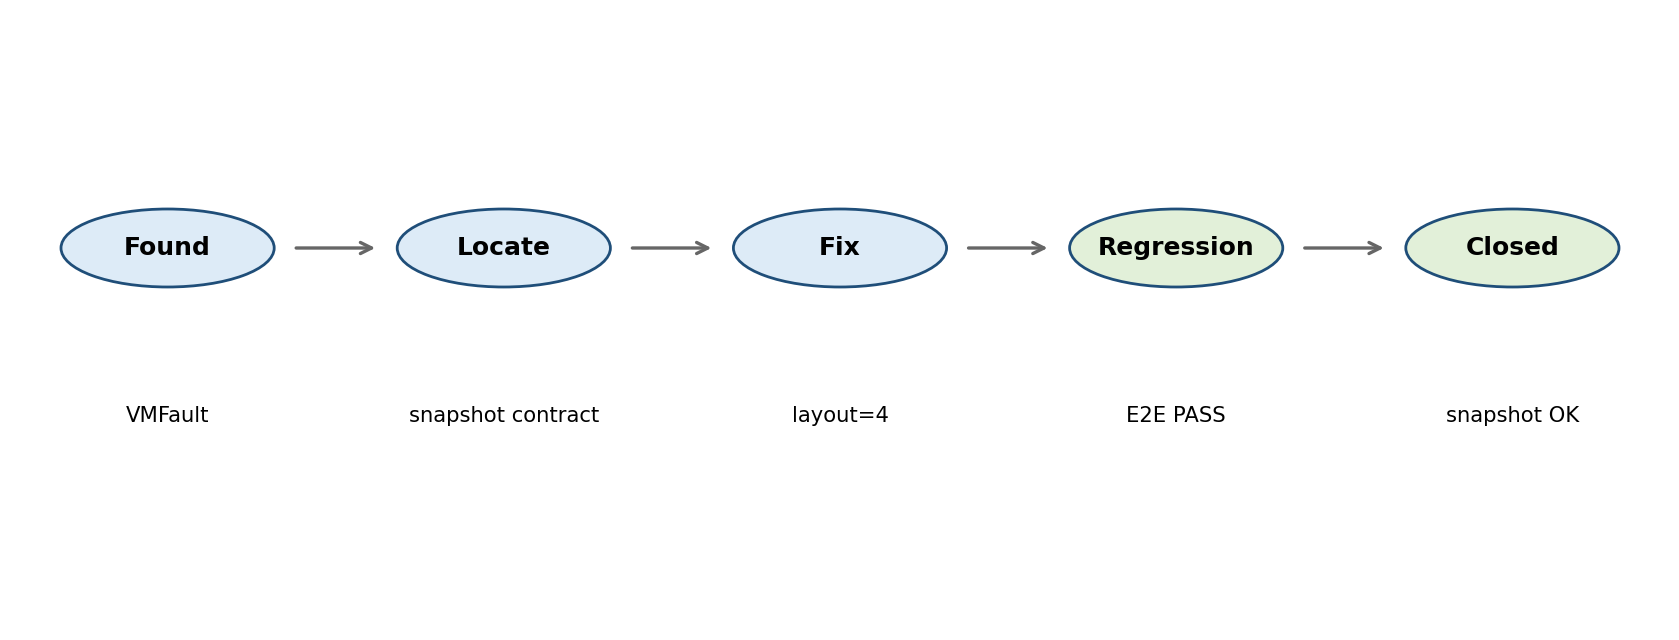 Found
Locate
Fix
Regression
Closed
VMFault
snapshot contract
layout=4
E2E PASS
snapshot OK